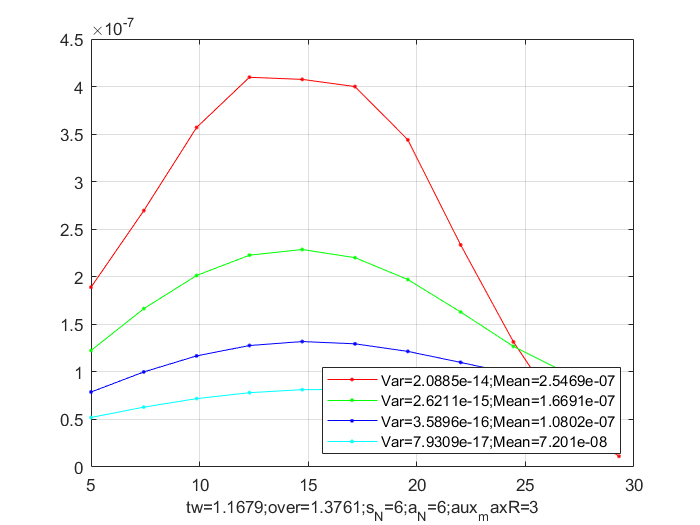 ×10-7
4.5
4
3.5
3
2.5
2
1.5
1
0.5
0
5 10 15 20 25 30
Var=2.0885e-14;Mean=2.5469e-07
Var=2.6211e-15;Mean=1.6691e-07
Var=3.5896e-16;Mean=1.0802e-07
Var=7.9309e-17;Mean=7.201e-08
tw=1.1679;over=1.3761;sN=6;aN=6;auxmaxR=3